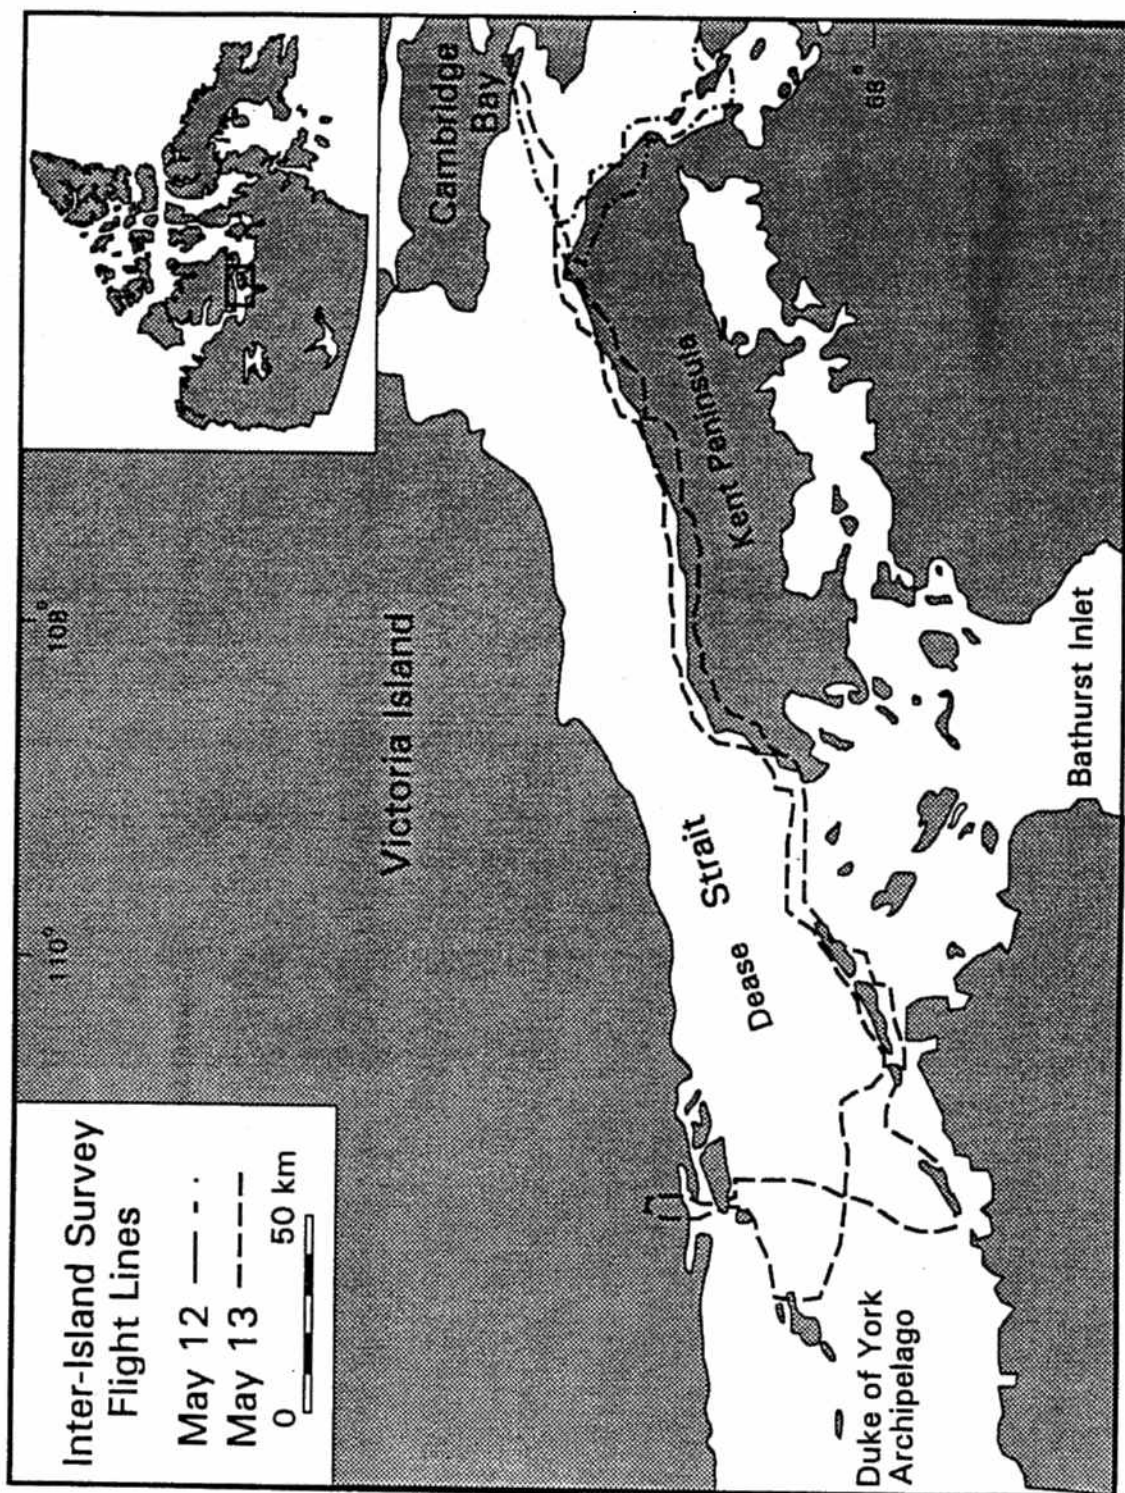 Inter-Island Survey
Flight Lines
May 12
May 13
0 50 km
110°
108°
Victoria Island
Cambridge
Bay
Dease Strait
Kent Peninsula
68°
Duke of York
Archipelago
Bathurst Inlet